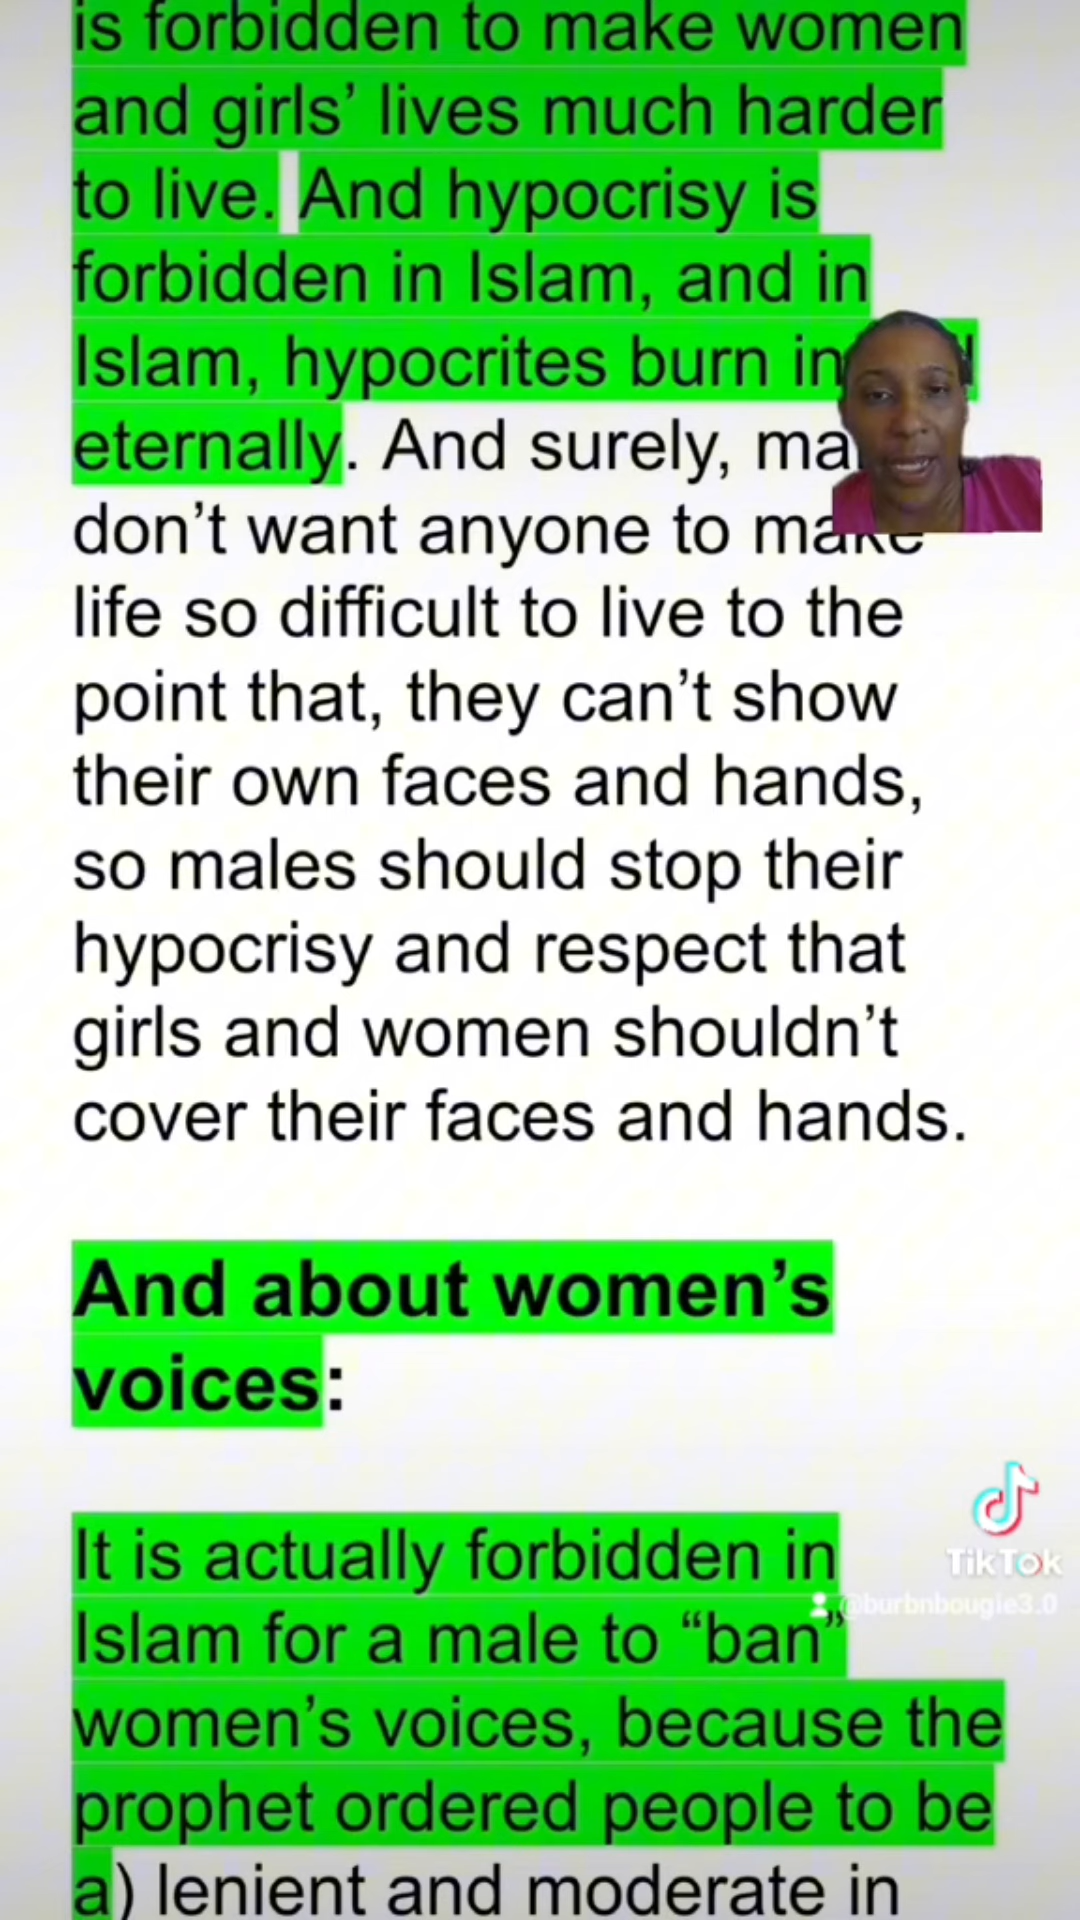 is forbidden to make women
and girls’ lives much harder
to live. And hypocrisy is
forbidden in Islam, and in
Islam, hypocrites burn in
eternally. And surely,
don’t want anyone to make
life so difficult to live to the
point that, they can’t show
their own faces and hands,
so males should stop their
hypocrisy and respect that
girls and women shouldn’t
cover their faces and hands.
And about women’s
voices:
It is actually forbidden in
Islam for a male to “ban”
women’s voices, because the
prophet ordered people to be
a) lenient and moderate in
TikTok
@burbnbougie3.0